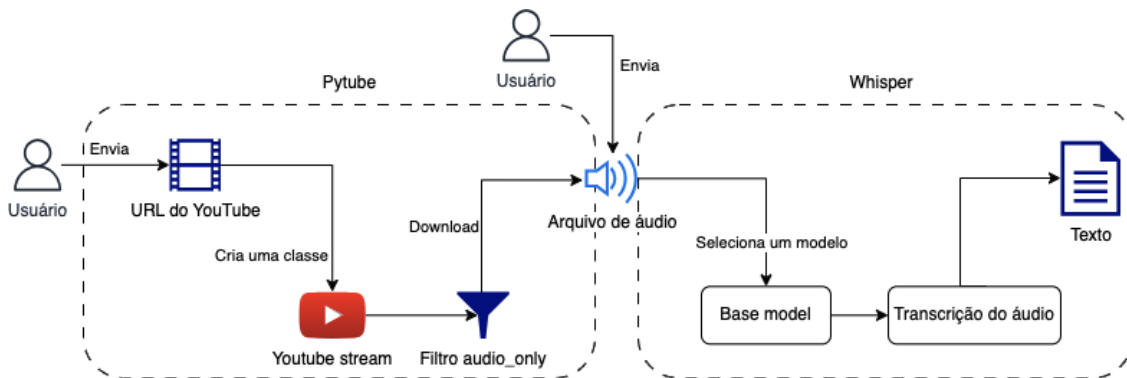 Usuário
Envia
Pytube
Whisper
Envia
Usuário
URL do YouTube
Cria uma classe
Youtube stream
Filtro audio_only
Download
Arquivo de áudio
Seleciona um modelo
Base model
Transcrição do áudio
Texto